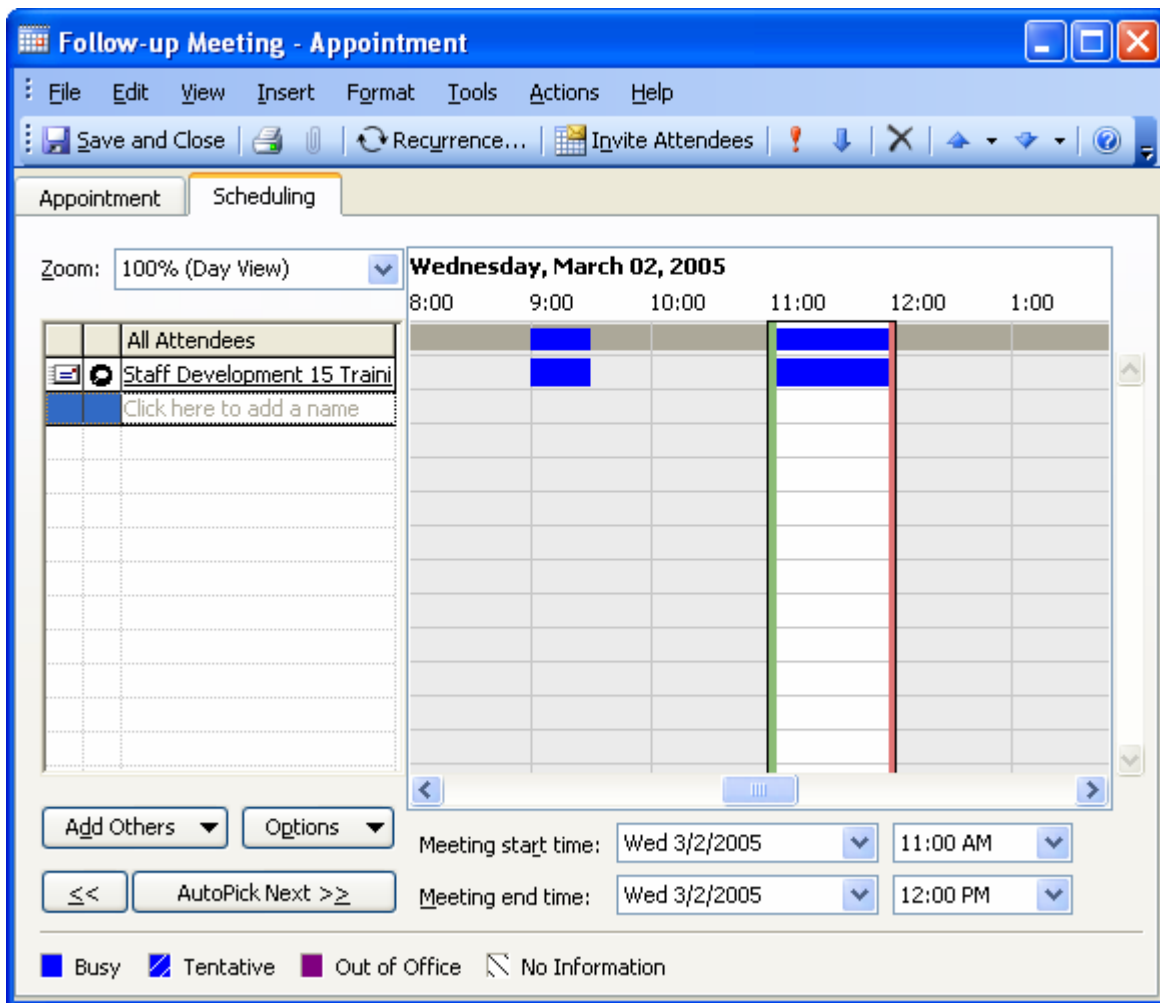 Follow-up Meeting - Appointment
File Edit View Insert Format Tools Actions Help
Save and Close Recurrence... Invite Attendees
Appointment Scheduling
Zoom: 100% (Day View)
Wednesday, March 02, 2005
8:00 9:00 10:00 11:00 12:00 1:00
All Attendees
Staff Development 15 Traini
Click here to add a name
Add Others Options
Meeting start time: Wed 3/2/2005 11:00 AM
<< AutoPick Next >>
Meeting end time: Wed 3/2/2005 12:00 PM
Busy Tentative Out of Office No Information